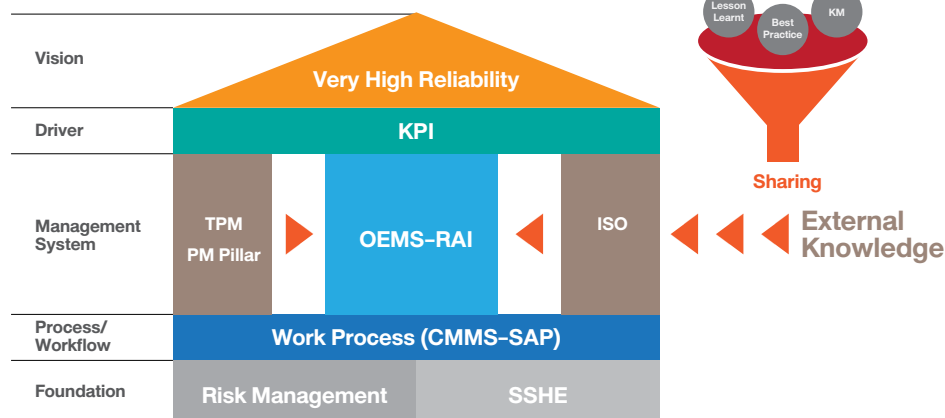 Lesson
Learnt
Best
Practice
KM
Vision
Very High Reliability
Driver
KPI
Sharing
Management
System
TPM
PM Pillar
OEMS-RAI
ISO
External
Knowledge
Process/
Workflow
Work Process (CMMS-SAP)
Foundation
Risk Management
SSHE